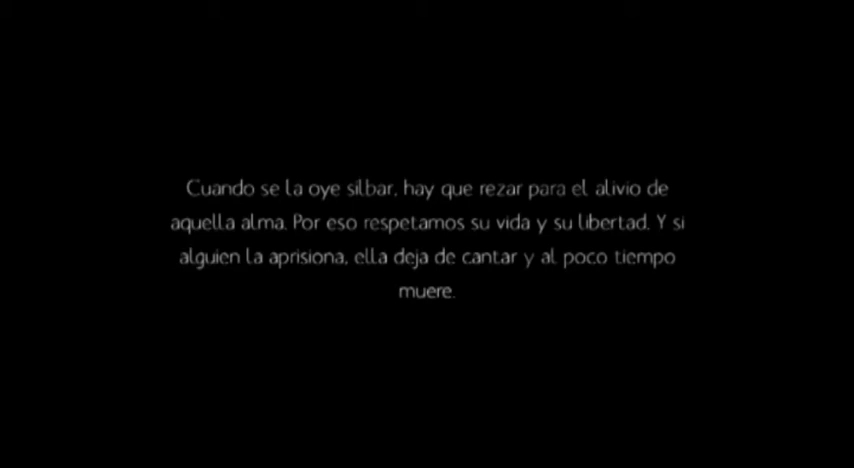 Cuando se la oye silbar, hay que rezar para el alivio de
aquella alma. Por eso respetamos su vida y su libertad. Y si
alguien la aprisiona, ella deja de cantar y al poco tiempo
muere.